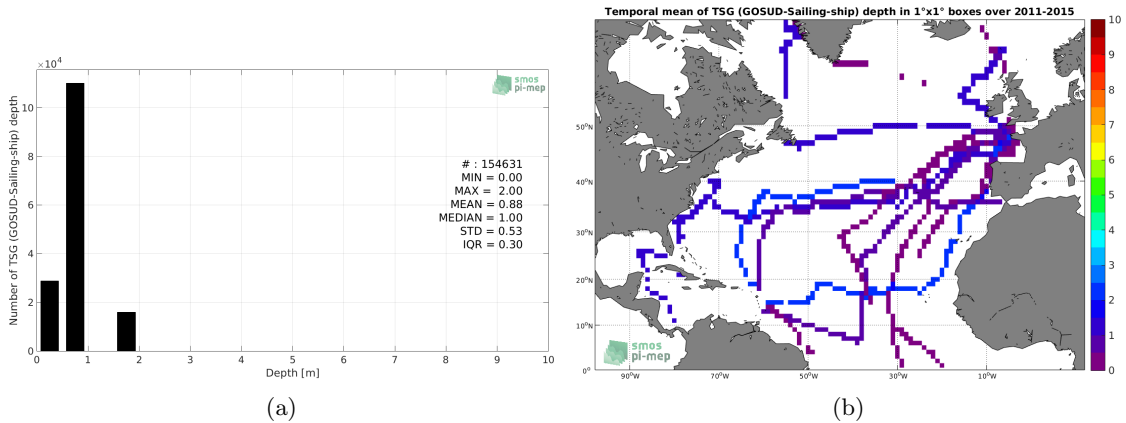 ×10⁴
10
8
6
4
2
0
Number of TSG (GOSUD-Sailing-ship) depth
smos
pi-mep
# : 154631
MIN = 0.00
MAX = 2.00
MEAN = 0.88
MEDIAN = 1.00
STD = 0.53
IQR = 0.30
0 1 2 3 4 5 6 7 8 9 10
Depth [m]
(a)
Temporal mean of TSG (GOSUD-Sailing-ship) depth in 1°x1° boxes over 2011-2015
50°N
40°N
30°N
20°N
10°N
0°
90°W 70°W 50°W 30°W 10°W
smos
pi-mep
10
9
8
7
6
5
4
3
2
1
0
(b)